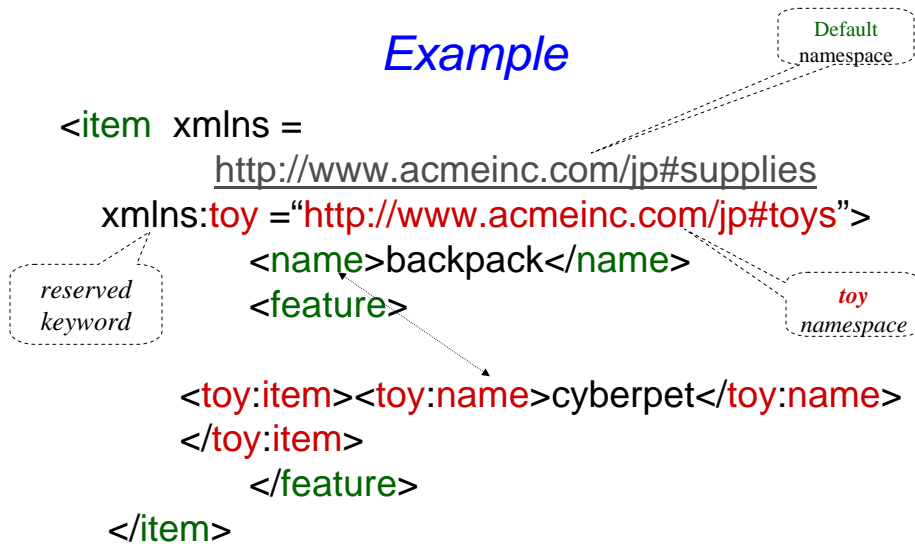 Example
Default
namespace
<item xmlns =
http://www.acmeinc.com/jp#supplies
xmlns:toy =“http://www.acmeinc.com/jp#toys”>
<name>backpack</name>
reserved
keyword
<feature>
toy
namespace
<toy:item><toy:name>cyberpet</toy:name>
</toy:item>
</feature>
</item>